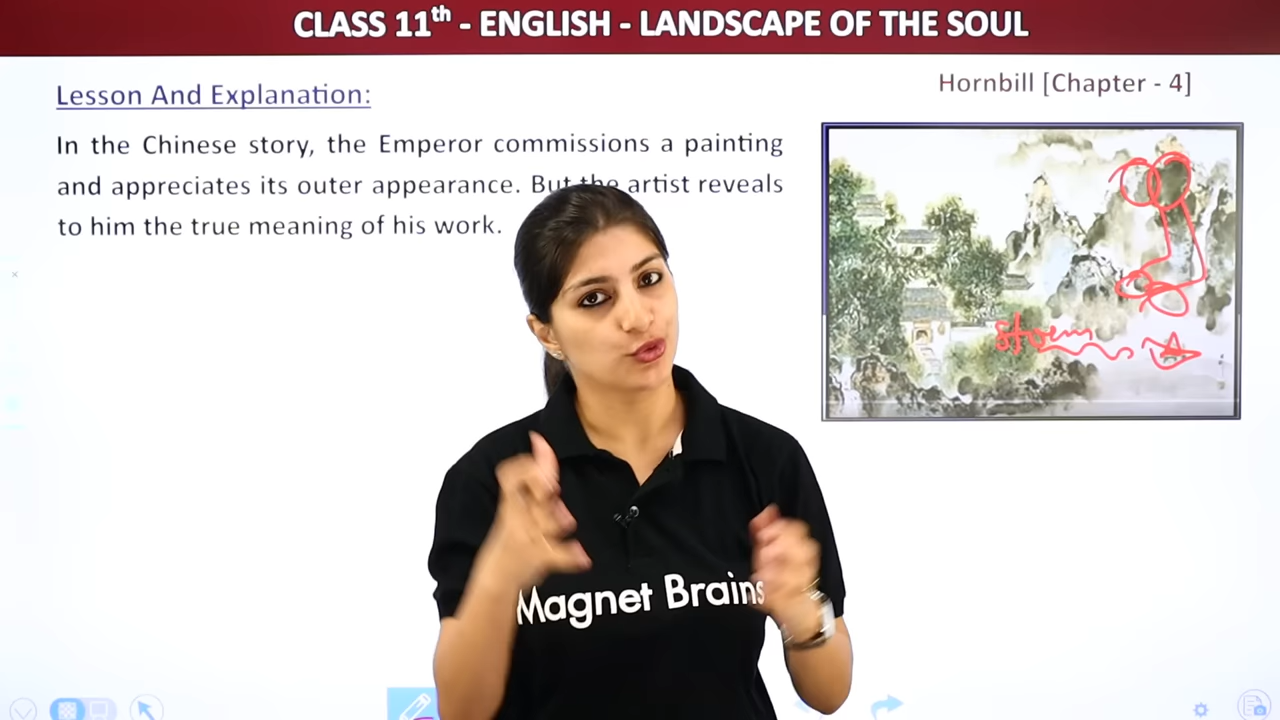 CLASS 11th - ENGLISH - LANDSCAPE OF THE SOUL
Hornbill [Chapter - 4]
Lesson And Explanation:
In the Chinese story, the Emperor commissions a painting
and appreciates its outer appearance. But the artist reveals
to him the true meaning of his work.
Magnet Brains